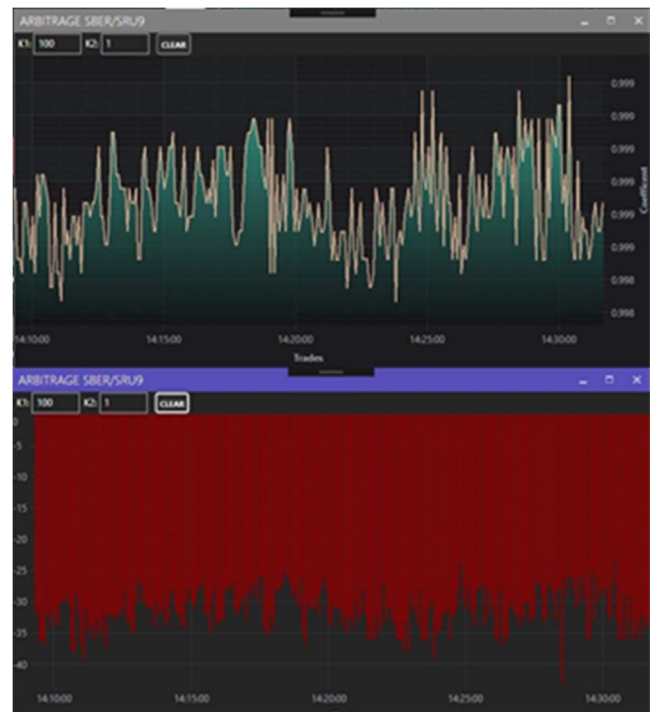 ARBITRAGE SBER/SRU9
K1: 100 K2: 1 CLEAR
0.999
0.999
0.999
0.999
0.999
0.999
0.998
0.998
Coefficient
14:10:00 14:15:00 14:20:00 14:25:00 14:30:00
Trades
ARBITRAGE SBER/SRU9
K1: 100 K2: 1 CLEAR
0
-5
-10
-15
-20
-25
-30
-35
-40
14:10:00 14:15:00 14:20:00 14:25:00 14:30:00